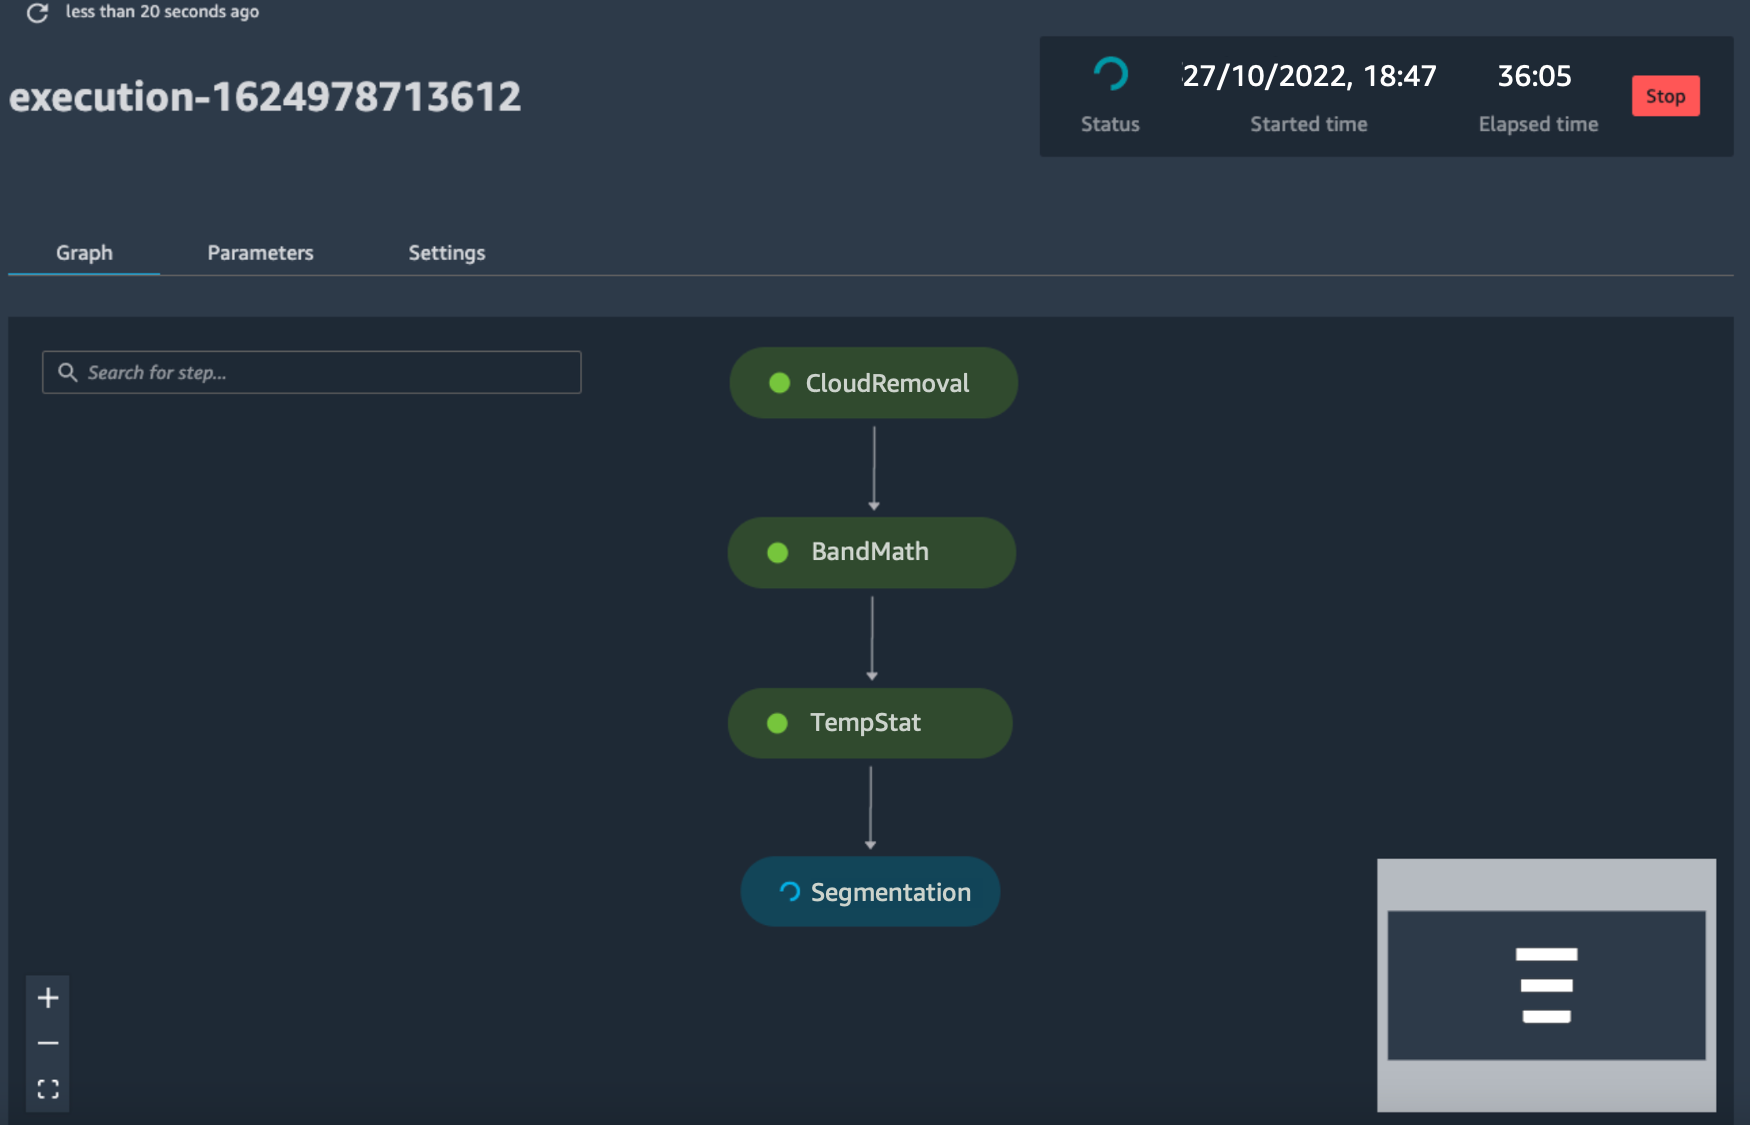 less than 20 seconds ago
execution-1624978713612
27/10/2022, 18:47
36:05
Stop
Status
Started time
Elapsed time
Graph
Parameters
Settings
Search for step...
CloudRemoval
BandMath
TempStat
Segmentation